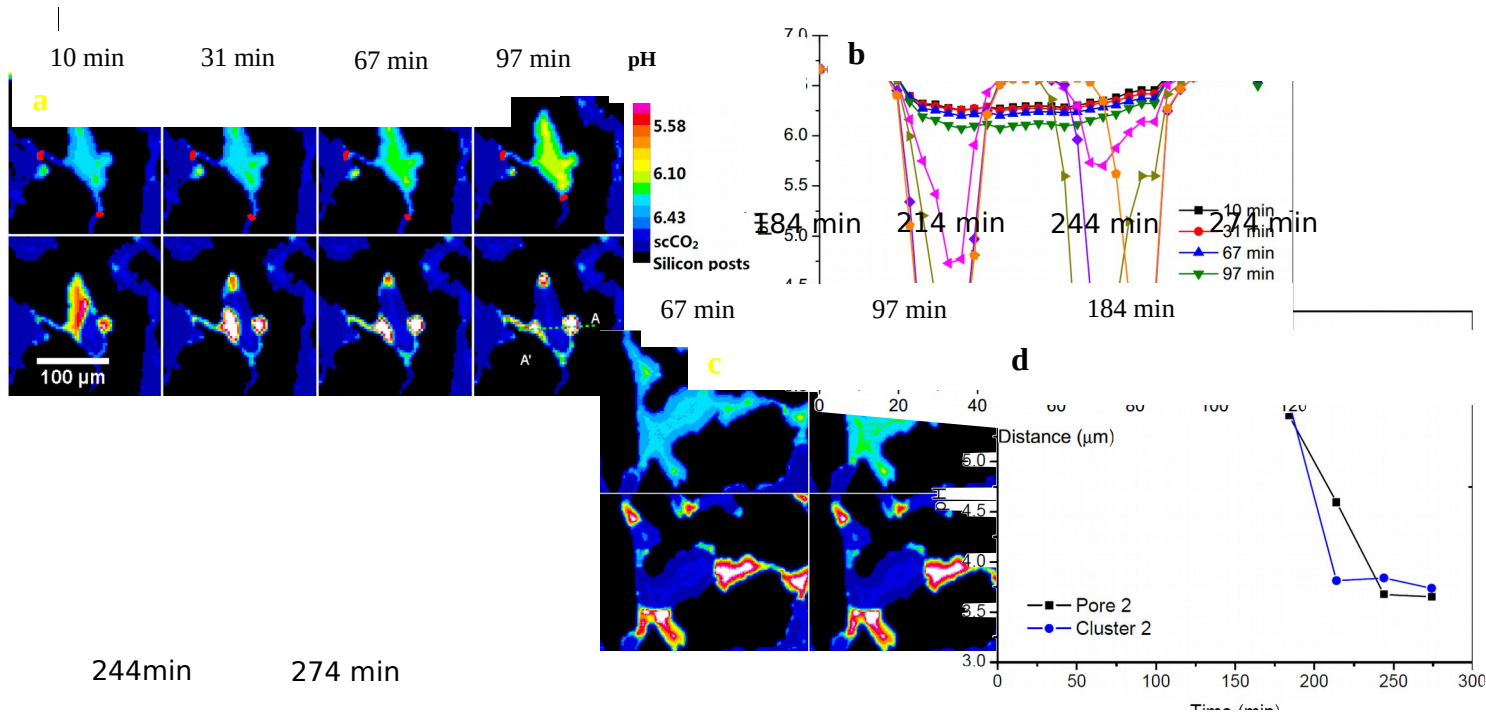 10 min
31 min
67 min
97 min
pH
a
5.58
6.10
6.43
scCO₂
Silicon posts
A
A'
100 µm
b
7.0
6.0
5.5
5.0
184 min
214 min
244 min
274 min
10 min
31 min
67 min
97 min
67 min
97 min
184 min
c
d
0
20
40
60
80
100
120
Distance (µm)
5.0
4.5
4.0
3.5
3.0
pH
Pore 2
Cluster 2
0
50
100
150
200
250
300
244min
274 min